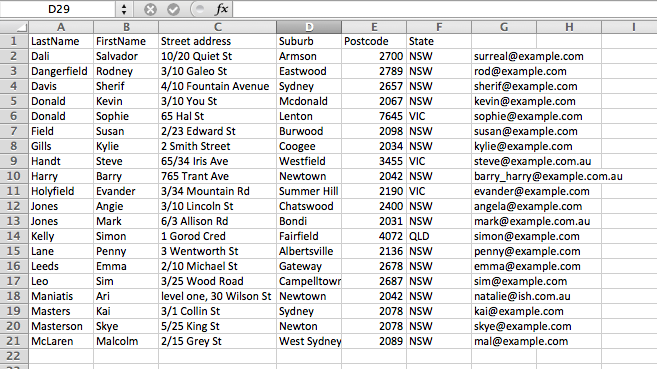 D29 fx
A B C D E F G H I
1 LastName FirstName Street address Suburb Postcode State
2 Dali Salvador 10/20 Quiet St Armson 2700 NSW surreal@example.com
3 Dangerfield Rodney 3/10 Galeo St Eastwood 2789 NSW rod@example.com
4 Davis Sherif 4/10 Fountain Avenue Sydney 2657 NSW sherif@example.com
5 Donald Kevin 3/10 You St Mcdonald 2067 NSW kevin@example.com
6 Donald Sophie 65 Hal St Lenton 7645 VIC sophie@example.com
7 Field Susan 2/23 Edward St Burwood 2098 NSW susan@example.com
8 Gills Kylie 2 Smith Street Coogee 2034 NSW kylie@example.com
9 Handt Steve 65/34 Iris Ave Westfield 3455 VIC steve@example.com.au
10 Harry Barry 765 Trant Ave Newtown 2042 NSW barry_harry@example.com.au
11 Holyfield Evander 3/34 Mountain Rd Summer Hill 2190 VIC evander@example.com
12 Jones Angie 3/10 Lincoln St Chatswood 2400 NSW angela@example.com
13 Jones Mark 6/3 Allison Rd Bondi 2031 NSW mark@example.com.au
14 Kelly Simon 1 Gorod Cred Fairfield 4072 QLD simon@example.com
15 Lane Penny 3 Wentworth St Albertsville 2136 NSW penny@example.com
16 Leeds Emma 2/10 Michael St Gateway 2678 NSW emma@example.com
17 Leo Sim 3/25 Wood Road Campelltown 2687 NSW sim@example.com
18 Maniatis Ari level one, 30 Wilson St Newtown 2042 NSW natalie@ish.com.au
19 Masters Kai 3/1 Collin St Sydney 2078 NSW kai@example.com
20 Masterson Skye 5/25 King St Newton 2078 NSW skye@example.com
21 McLaren Malcolm 2/15 Grey St West Sydney 2089 NSW mal@example.com
22
23